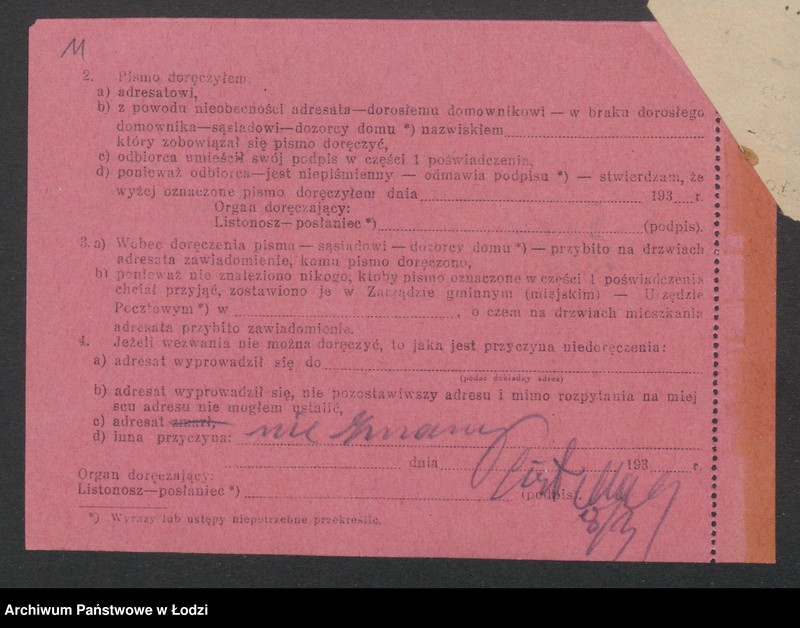 11
2. Pismo doręczyłem
a) adresatowi,
b) z powodu nieobecności adresata—dorosłemu domownikowi — w braku dorosłego
domownika—sąsiadowi—dozorcy domu *) nazwiskiem
który zobowiązał się pismo doręczyć,
c) odbiorca umieścił swój podpis w części 1 poświadczenia,
d) ponieważ odbiorca—jest niepiśmienny — odmawia podpisu *) — stwierdzam, że
wyżej oznaczone pismo doręczyłem dnia 193 r.
Organ doręczający:
Listonosz—posłaniec *) (podpis).
3. a) Wobec doręczenia pisma — sąsiadowi — dozorcy domu *) — przybito na drzwiach
adresata zawiadomienie, komu pismo doręczono,
b) ponieważ nie znaleziono nikogo, ktoby pismo oznaczone w części 1 poświadczenia
chciał przyjąć, zostawiono je w Zarządzie gminnym (miejskim) — Urzędzie
Pocztowym *) w , o czem na drzwiach mieszkania
adresata przybito zawiadomienie.
4. Jeżeli wezwania nie można doręczyć, to jaka jest przyczyna niedoręczenia:
a) adresat wyprowadził się do
(podać dokładny adres)
b) adresat wyprowadził się, nie pozostawiwszy adresu i mimo rozpytania na miej
scu adresu nie mogłem ustalić,
c) adresat zmarł,
d) inna przyczyna: nie znany
dnia 193 r,
Organ doręczający:
Listonosz—posłaniec *) (podpis)
*) Wyrazy lub ustępy niepotrzebne przekreślić.
Archiwum Państwowe w Łodzi